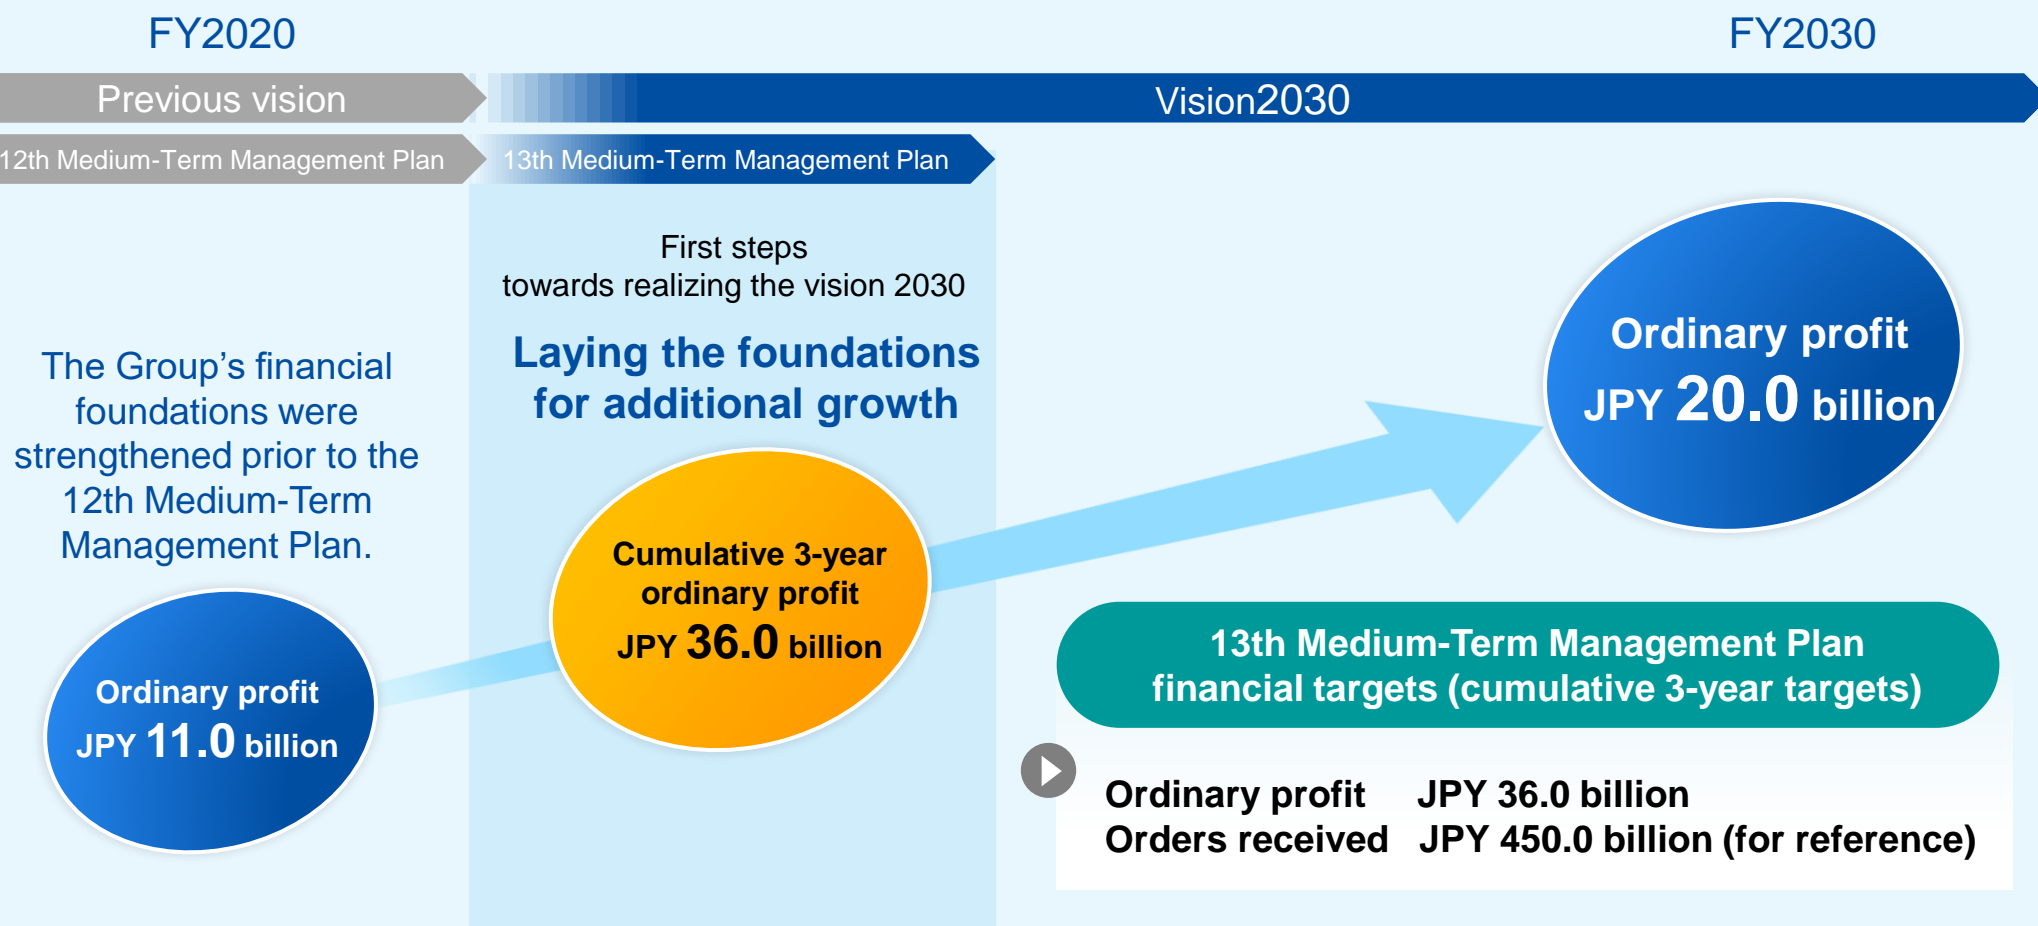 FY2020
FY2030
Previous vision
Vision2030
12th Medium-Term Management Plan
13th Medium-Term Management Plan
First steps
towards realizing the vision 2030
Laying the foundations
for additional growth
The Group's financial
foundations were
strengthened prior to the
12th Medium-Term
Management Plan.
Ordinary profit
JPY 11.0 billion
Cumulative 3-year
ordinary profit
JPY 36.0 billion
Ordinary profit
JPY 20.0 billion
13th Medium-Term Management Plan
financial targets (cumulative 3-year targets)
Ordinary profit JPY 36.0 billion
Orders received JPY 450.0 billion (for reference)